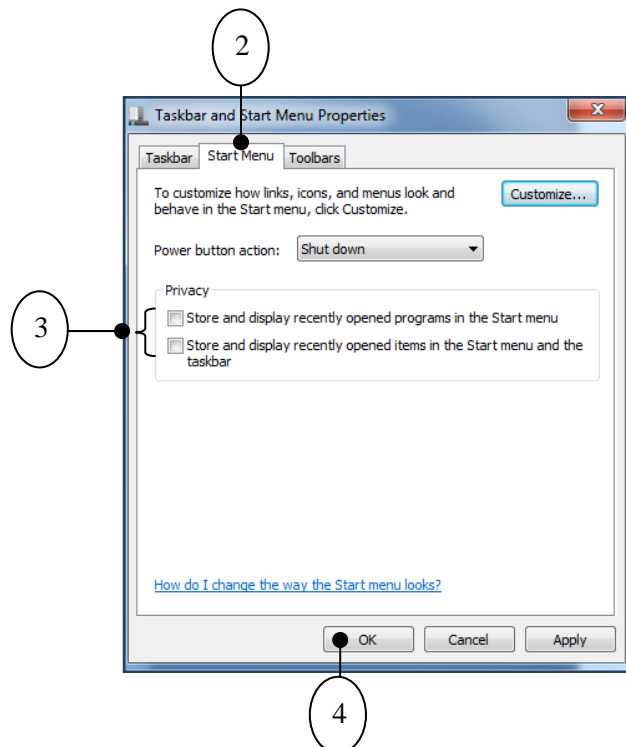 2
Taskbar and Start Menu Properties
Taskbar Start Menu Toolbars
To customize how links, icons, and menus look and
behave in the Start menu, click Customize.
Customize...
Power button action: Shut down
Privacy
3
Store and display recently opened programs in the Start menu
Store and display recently opened items in the Start menu and the
taskbar
How do I change the way the Start menu looks?
OK Cancel Apply
4